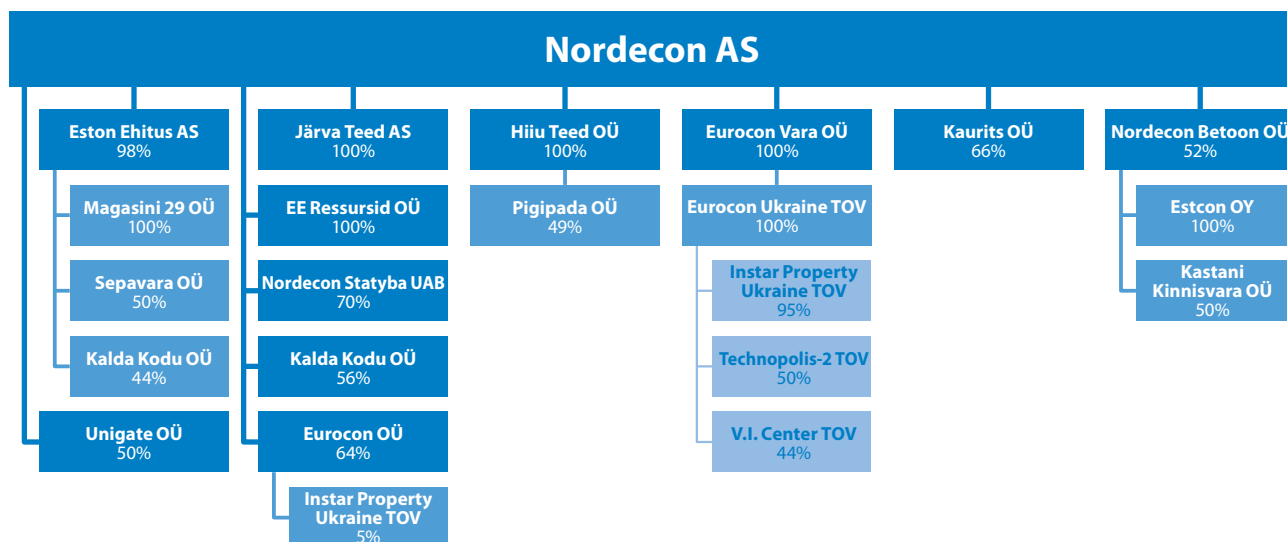 Nordecon AS
Eston Ehitus AS
98%
Magasini 29 OÜ
100%
Sepavara OÜ
50%
Kalda Kodu OÜ
44%
Unigate OÜ
50%
Järva Teed AS
100%
EE Ressursid OÜ
100%
Nordecon Statyba UAB
70%
Kalda Kodu OÜ
56%
Eurocon OÜ
64%
Instar Property
Ukraine TOV
5%
Hiiu Teed OÜ
100%
Pigipada OÜ
49%
Eurocon Vara OÜ
100%
Eurocon Ukraine TOV
100%
Instar Property
Ukraine TOV
95%
Technopolis-2 TOV
50%
V.I. Center TOV
44%
Kaurits OÜ
66%
Nordecon Betoon OÜ
52%
Estcon OY
100%
Kastani
Kinnisvara OÜ
50%